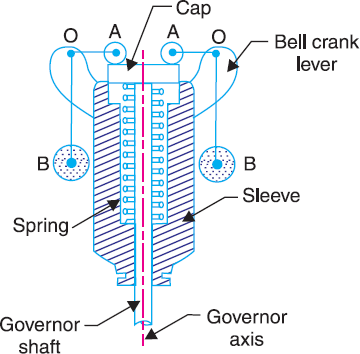 Cap
O A A O
Bell crank
lever
B B
Sleeve
Spring
Governor
shaft
Governor
axis